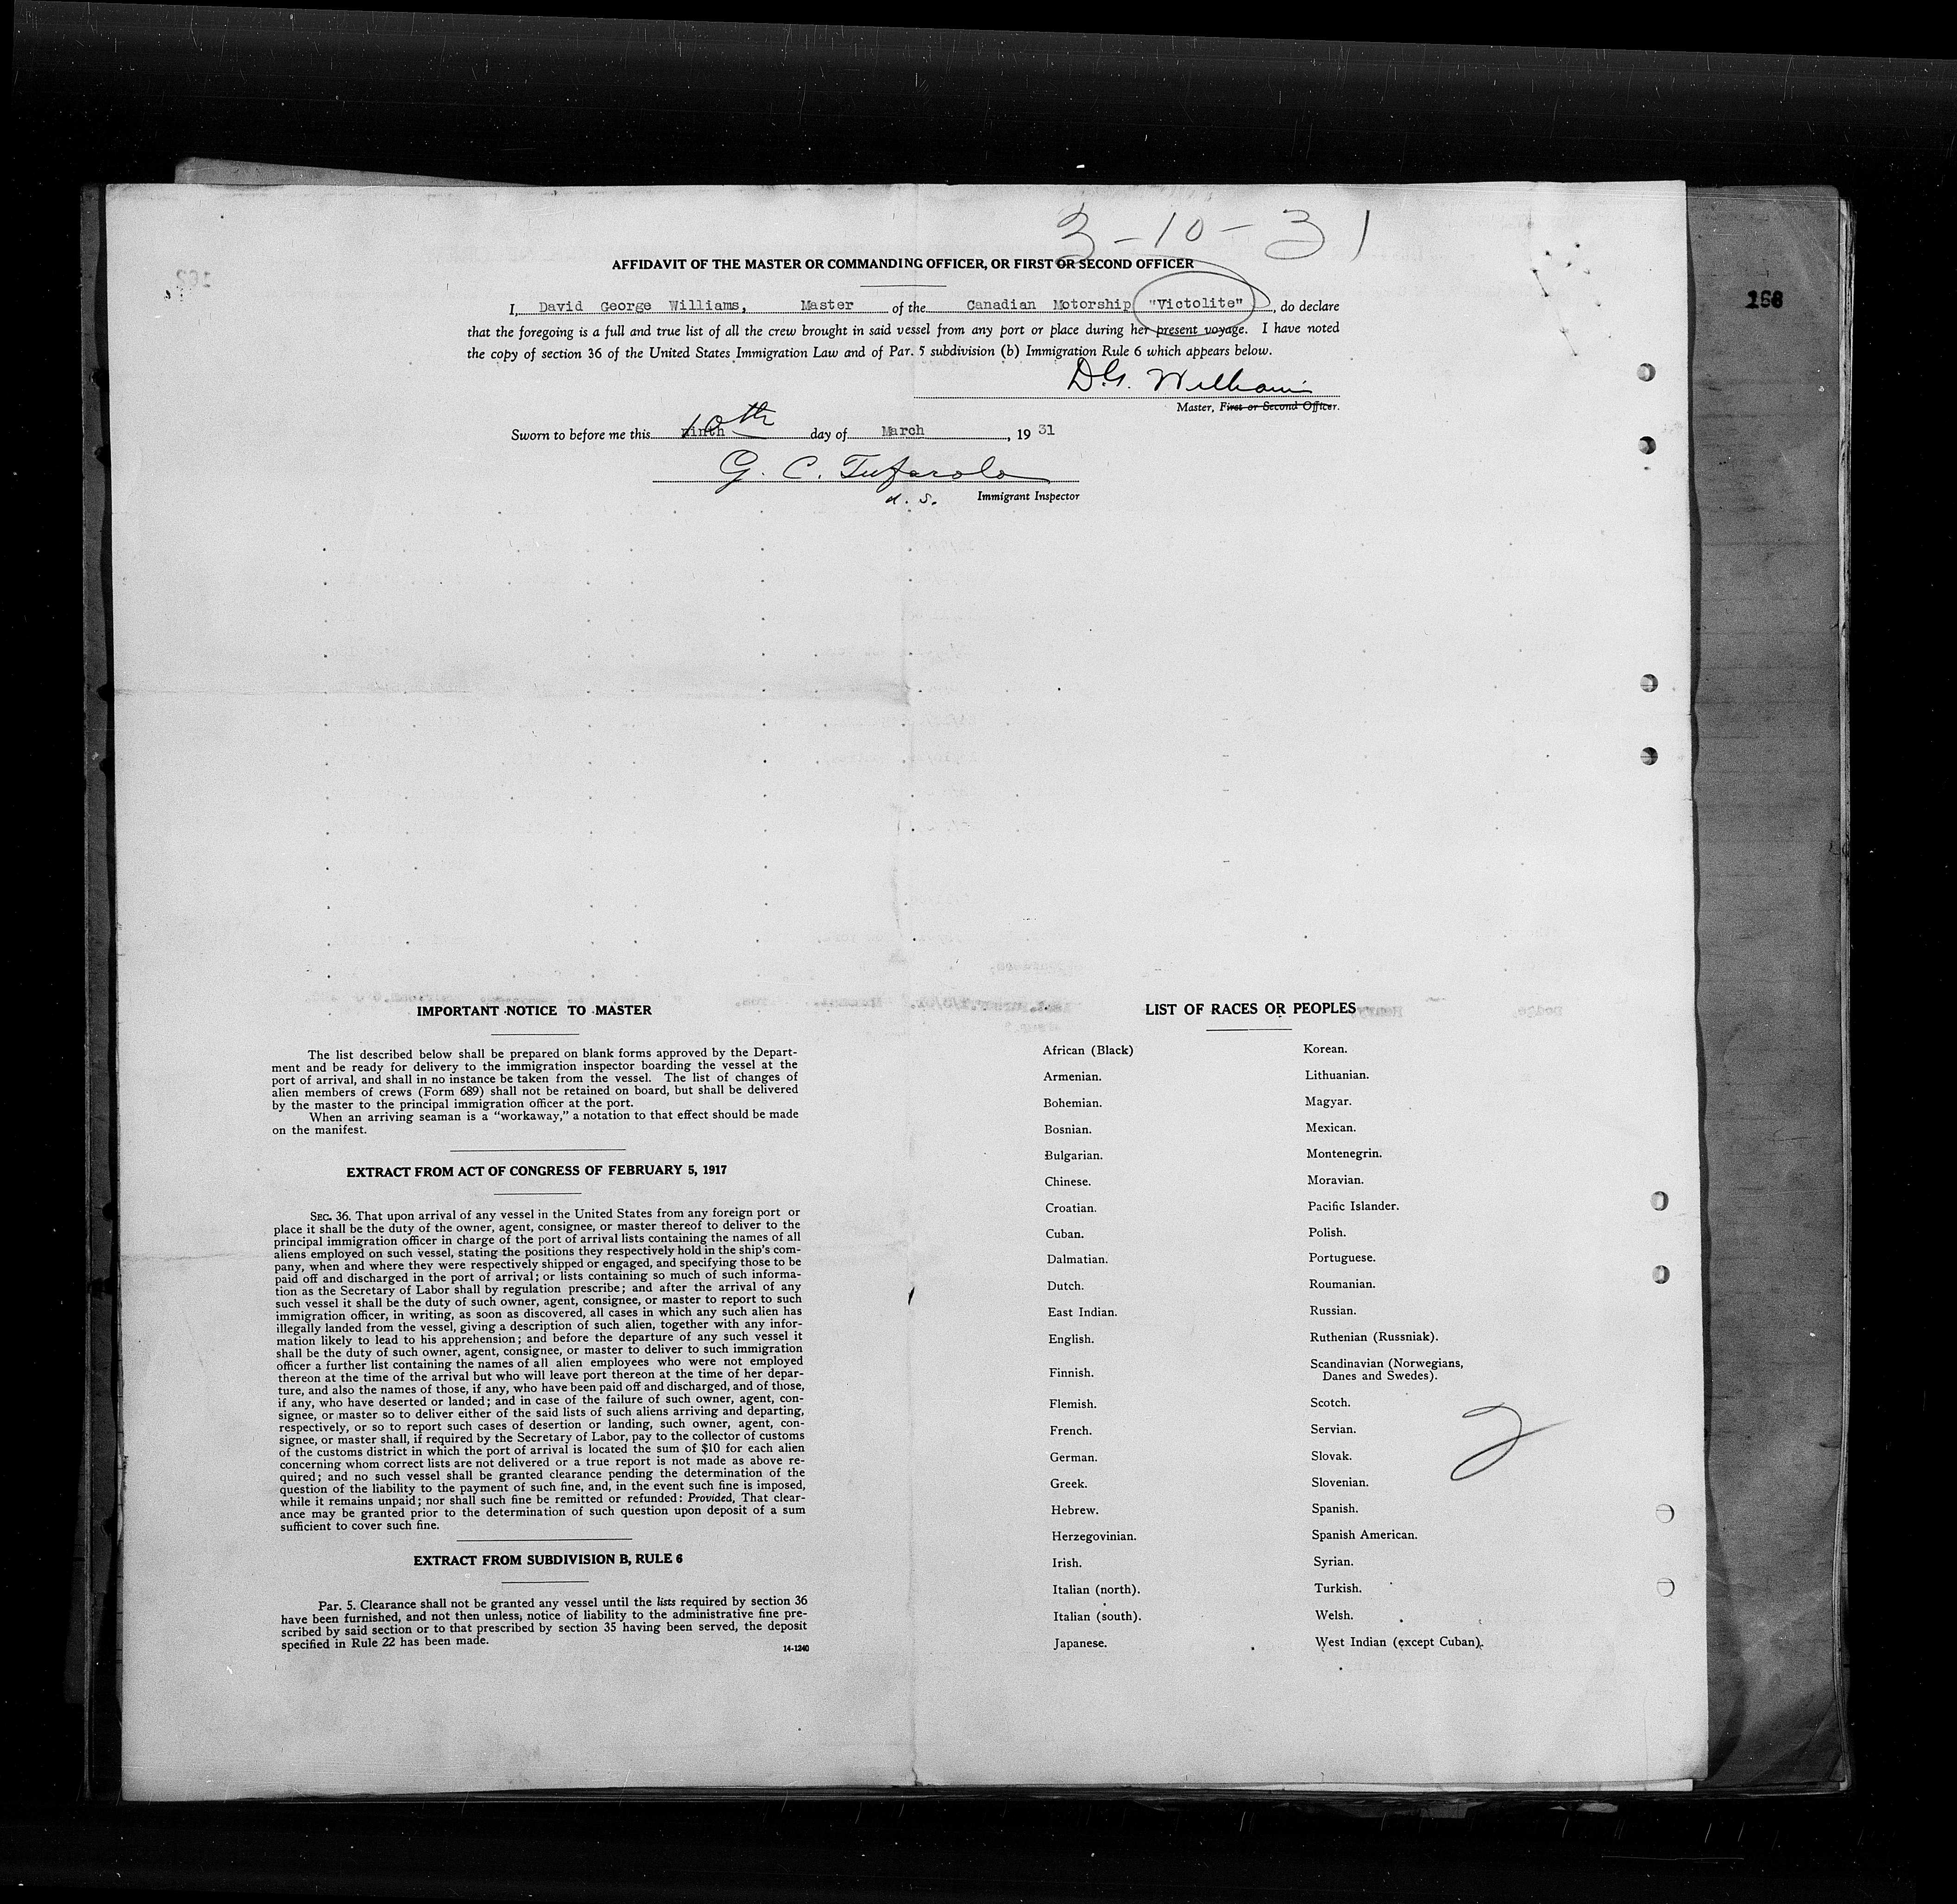 3-10-31
AFFIDAVIT OF THE MASTER OR COMMANDING OFFICER, OR FIRST OR SECOND OFFICER
I, David George Williams, Master of the Canadian Motorship "Victolite", do declare
that the foregoing is a full and true list of all the crew brought in said vessel from any port or place during her present voyage. I have noted
the copy of section 36 of the United States Immigration Law and of Par. 5 subdivision (b) Immigration Rule 6 which appears below.
D.G. Williams
Master, First or Second Officer.
Sworn to before me this ninth 10th day of March, 1931
G. C. Tufarolo
U. S. Immigrant Inspector
IMPORTANT NOTICE TO MASTER
The list described below shall be prepared on blank forms approved by the Depart-
ment and be ready for delivery to the immigration inspector boarding the vessel at the
port of arrival, and shall in no instance be taken from the vessel. The list of changes of
alien members of crews (Form 689) shall not be retained on board, but shall be delivered
by the master to the principal immigration officer at the port.
When an arriving seaman is a "workaway," a notation to that effect should be made
on the manifest.
EXTRACT FROM ACT OF CONGRESS OF FEBRUARY 5, 1917
SEC. 36. That upon arrival of any vessel in the United States from any foreign port or
place it shall be the duty of the owner, agent, consignee, or master thereof to deliver to the
principal immigration officer in charge of the port of arrival lists containing the names of all
aliens employed on such vessel, stating the positions they respectively hold in the ship's com-
pany, when and where they were respectively shipped or engaged, and specifying those to be
paid off and discharged in the port of arrival; or lists containing so much of such informa-
tion as the Secretary of Labor shall by regulation prescribe; and after the arrival of any
such vessel it shall be the duty of such owner, agent, consignee, or master to report to such
immigration officer, in writing, as soon as discovered, all cases in which any such alien has
illegally landed from the vessel, giving a description of such alien, together with any infor-
mation likely to lead to his apprehension; and before the departure of any such vessel it
shall be the duty of such owner, agent, consignee, or master to deliver to such immigration
officer a further list containing the names of all alien employees who were not employed
thereon at the time of the arrival but who will leave port thereon at the time of her depar-
ture, and also the names of those, if any, who have been paid off and discharged, and of those,
if any, who have deserted or landed; and in case of the failure of such owner, agent, con-
signee, or master so to deliver either of the said lists of such aliens arriving and departing,
respectively, or so to report such cases of desertion or landing, such owner, agent, con-
signee, or master shall, if required by the Secretary of Labor, pay to the collector of customs
of the customs district in which the port of arrival is located the sum of $10 for each alien
concerning whom correct lists are not delivered or a true report is not made as above re-
quired; and no such vessel shall be granted clearance pending the determination of the
question of the liability to the payment of such fine, and, in the event such fine is imposed,
while it remains unpaid; nor shall such fine be remitted or refunded: Provided, That clear-
ance may be granted prior to the determination of such question upon deposit of a sum
sufficient to cover such fine.
EXTRACT FROM SUBDIVISION B, RULE 6
Par. 5. Clearance shall not be granted any vessel until the lists required by section 36
have been furnished, and not then unless, notice of liability to the administrative fine pre-
scribed by said section or to that prescribed by section 35 having been served, the deposit
specified in Rule 22 has been made.
14-1240
LIST OF RACES OR PEOPLES
African (Black)
Armenian.
Bohemian.
Bosnian.
Bulgarian.
Chinese.
Croatian.
Cuban.
Dalmatian.
Dutch.
East Indian.
English.
Finnish.
Flemish.
French.
German.
Greek.
Hebrew.
Herzegovinian.
Irish.
Italian (north).
Italian (south).
Japanese.
Korean.
Lithuanian.
Magyar.
Mexican.
Montenegrin.
Moravian.
Pacific Islander.
Polish.
Portuguese.
Roumanian.
Russian.
Ruthenian (Russniak).
Scandinavian (Norwegians,
Danes and Swedes).
Scotch.
Servian.
Slovak.
Slovenian.
Spanish.
Spanish American.
Syrian.
Turkish.
Welsh.
West Indian (except Cuban).
2